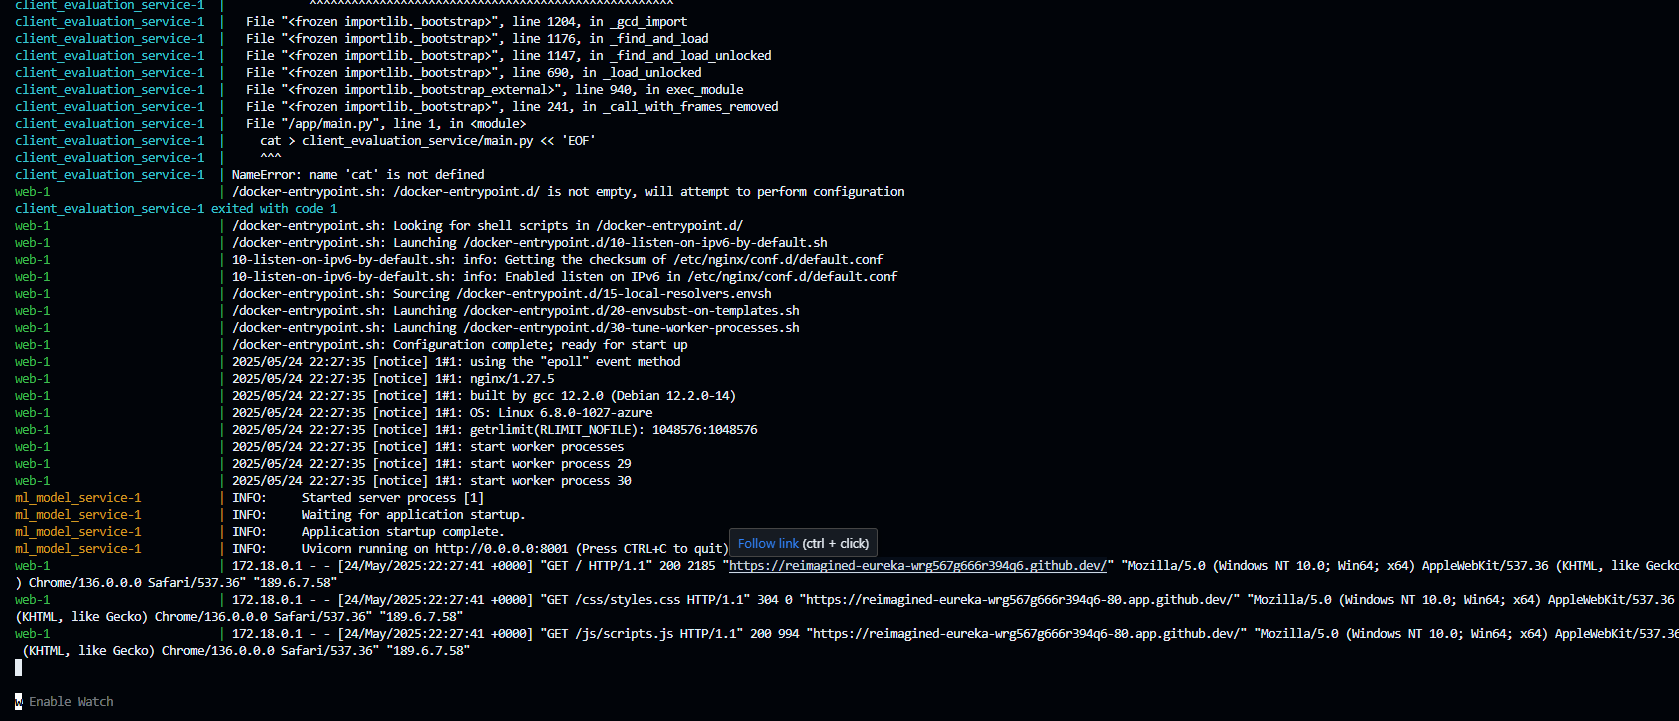 client_evaluation_service-1  |           ^^^^^^^^^^^^^^^^^^^^^^^^^^^^^^^^^^^^^^^^^^^^^^^^^^^^
client_evaluation_service-1  |   File "<frozen importlib._bootstrap>", line 1204, in _gcd_import
client_evaluation_service-1  |   File "<frozen importlib._bootstrap>", line 1176, in _find_and_load
client_evaluation_service-1  |   File "<frozen importlib._bootstrap>", line 1147, in _find_and_load_unlocked
client_evaluation_service-1  |   File "<frozen importlib._bootstrap>", line 690, in _load_unlocked
client_evaluation_service-1  |   File "<frozen importlib._bootstrap_external>", line 940, in exec_module
client_evaluation_service-1  |   File "<frozen importlib._bootstrap>", line 241, in _call_with_frames_removed
client_evaluation_service-1  |   File "/app/main.py", line 1, in <module>
client_evaluation_service-1  |     cat > client_evaluation_service/main.py << 'EOF'
client_evaluation_service-1  |     ^^^
client_evaluation_service-1  | NameError: name 'cat' is not defined
web-1                        | /docker-entrypoint.sh: /docker-entrypoint.d/ is not empty, will attempt to perform configuration
client_evaluation_service-1 exited with code 1
web-1                        | /docker-entrypoint.sh: Looking for shell scripts in /docker-entrypoint.d/
web-1                        | /docker-entrypoint.sh: Launching /docker-entrypoint.d/10-listen-on-ipv6-by-default.sh
web-1                        | 10-listen-on-ipv6-by-default.sh: info: Getting the checksum of /etc/nginx/conf.d/default.conf
web-1                        | 10-listen-on-ipv6-by-default.sh: info: Enabled listen on IPv6 in /etc/nginx/conf.d/default.conf
web-1                        | /docker-entrypoint.sh: Sourcing /docker-entrypoint.d/15-local-resolvers.envsh
web-1                        | /docker-entrypoint.sh: Launching /docker-entrypoint.d/20-envsubst-on-templates.sh
web-1                        | /docker-entrypoint.sh: Launching /docker-entrypoint.d/30-tune-worker-processes.sh
web-1                        | /docker-entrypoint.sh: Configuration complete; ready for start up
web-1                        | 2025/05/24 22:27:35 [notice] 1#1: using the "epoll" event method
web-1                        | 2025/05/24 22:27:35 [notice] 1#1: nginx/1.27.5
web-1                        | 2025/05/24 22:27:35 [notice] 1#1: built by gcc 12.2.0 (Debian 12.2.0-14)
web-1                        | 2025/05/24 22:27:35 [notice] 1#1: OS: Linux 6.8.0-1027-azure
web-1                        | 2025/05/24 22:27:35 [notice] 1#1: getrlimit(RLIMIT_NOFILE): 1048576:1048576
web-1                        | 2025/05/24 22:27:35 [notice] 1#1: start worker processes
web-1                        | 2025/05/24 22:27:35 [notice] 1#1: start worker process 29
web-1                        | 2025/05/24 22:27:35 [notice] 1#1: start worker process 30
ml_model_service-1           | INFO:     Started server process [1]
ml_model_service-1           | INFO:     Waiting for application startup.
ml_model_service-1           | INFO:     Application startup complete.
ml_model_service-1           | INFO:     Uvicorn running on http://0.0.0.0:8001 (Press CTRL+C to quit)
Follow link (ctrl + click)
web-1                        | 172.18.0.1 - - [24/May/2025:22:27:41 +0000] "GET / HTTP/1.1" 200 2185 "https://reimagined-eureka-wrg567g666r394q6.github.dev/" "Mozilla/5.0 (Windows NT 10.0; Win64; x64) AppleWebKit/537.36 (KHTML, like Gecko
) Chrome/136.0.0.0 Safari/537.36" "189.6.7.58"
web-1                        | 172.18.0.1 - - [24/May/2025:22:27:41 +0000] "GET /css/styles.css HTTP/1.1" 304 0 "https://reimagined-eureka-wrg567g666r394q6-80.app.github.dev/" "Mozilla/5.0 (Windows NT 10.0; Win64; x64) AppleWebKit/537.36
(KHTML, like Gecko) Chrome/136.0.0.0 Safari/537.36" "189.6.7.58"
web-1                        | 172.18.0.1 - - [24/May/2025:22:27:41 +0000] "GET /js/scripts.js HTTP/1.1" 200 994 "https://reimagined-eureka-wrg567g666r394q6-80.app.github.dev/" "Mozilla/5.0 (Windows NT 10.0; Win64; x64) AppleWebKit/537.36
(KHTML, like Gecko) Chrome/136.0.0.0 Safari/537.36" "189.6.7.58"
w Enable Watch